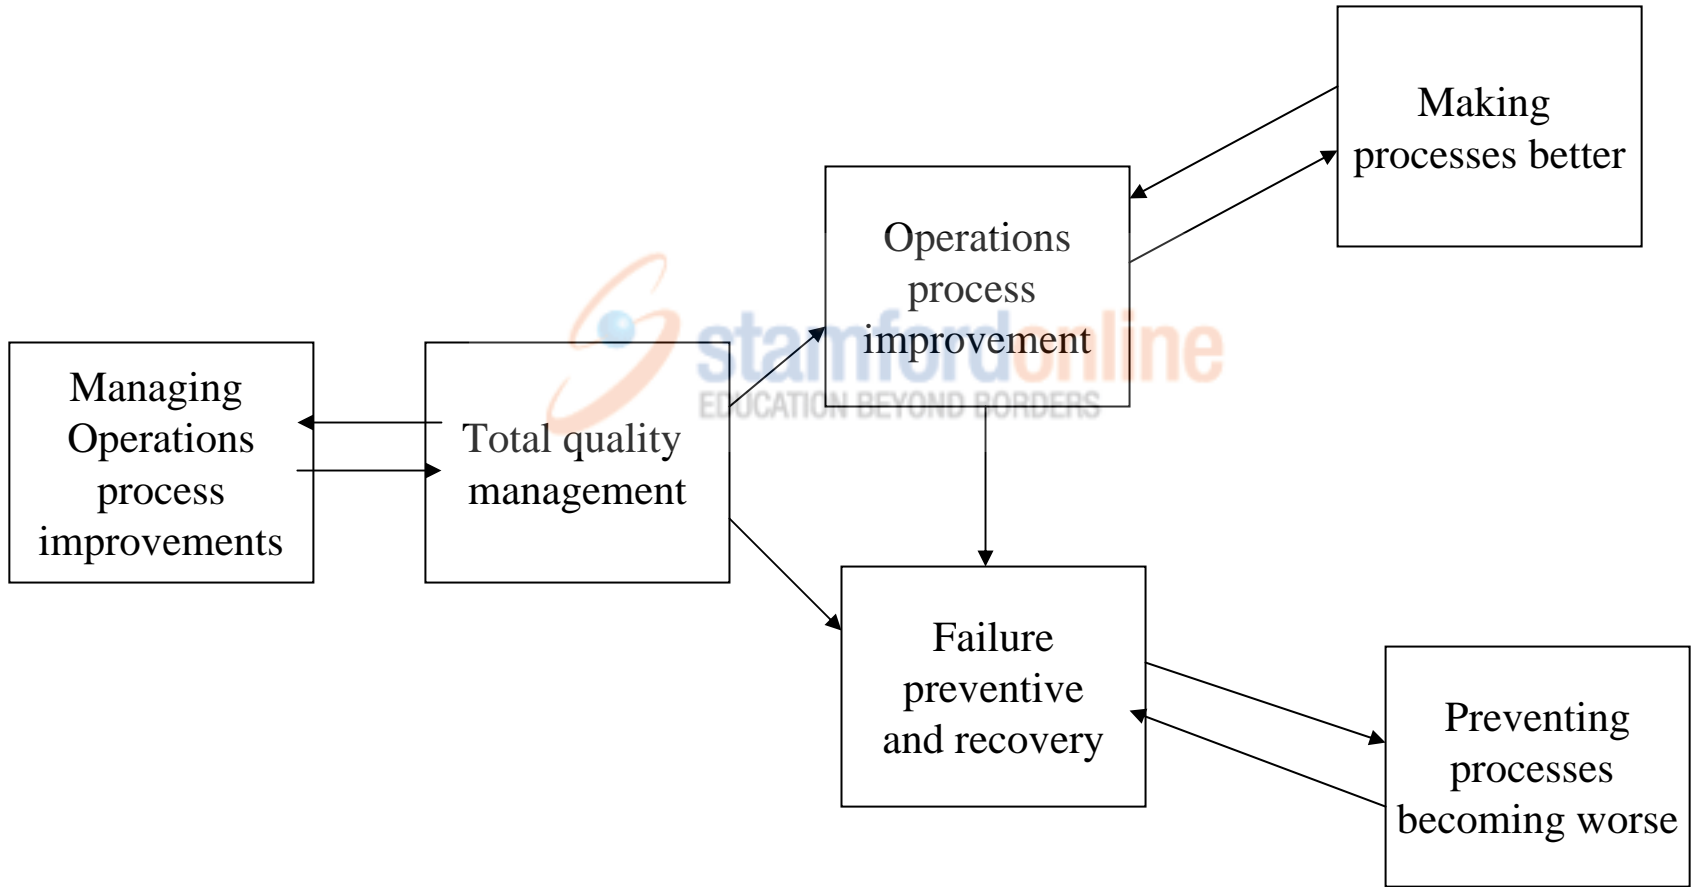 Making
processes better
Operations
process
improvement
stamfordonline
EDUCATION BEYOND BORDERS
Managing
Operations
process
improvements
Total quality
management
Failure
preventive
and recovery
Preventing
processes
becoming worse